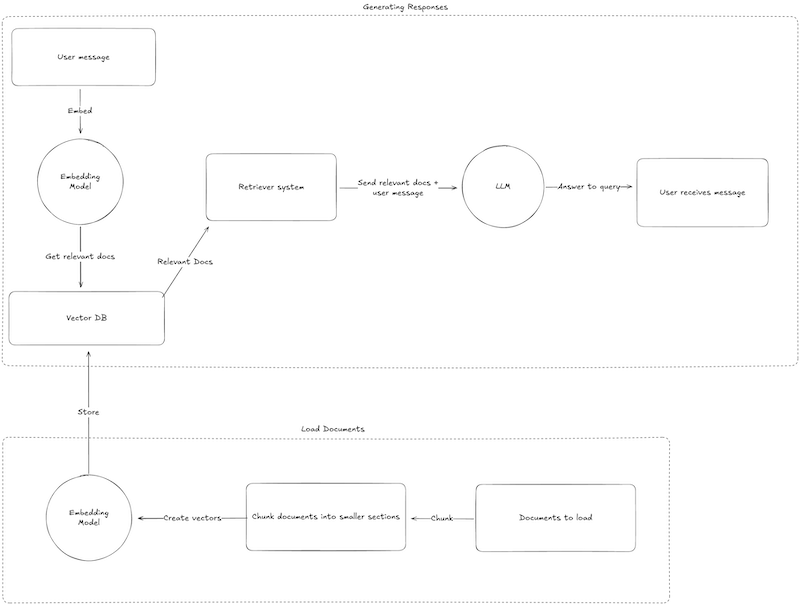 Generating Responses
User message
Embed
Embedding
Model
Get relevant docs
Vector DB
Relevant Docs
Retriever system
Send relevant docs +
user message
LLM
Answer to query
User receives message
Store
Load Documents
Embedding
Model
Create vectors
Chunk documents into smaller sections
Chunk
Documents to load